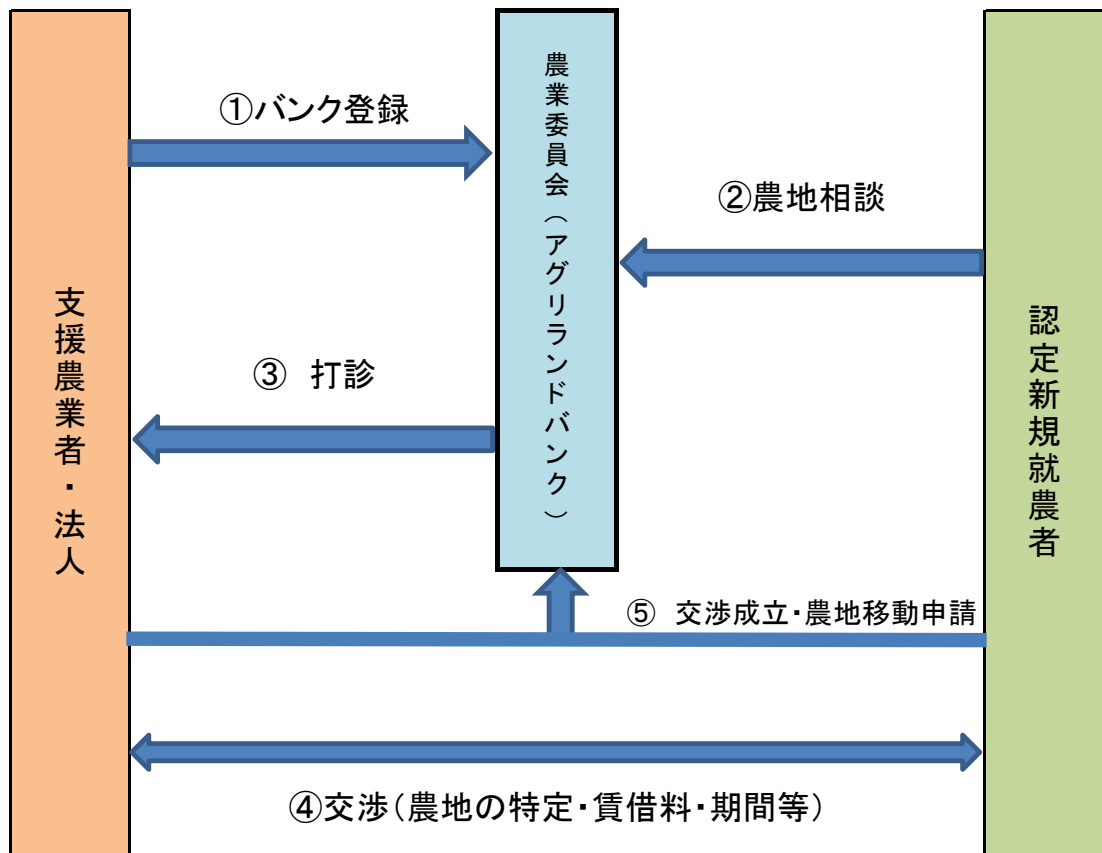 農業委員会（アグリランドバンク）
①バンク登録
②農地相談
支援農業者・法人
認定新規就農者
③　打診
⑤　交渉成立・農地移動申請
④交渉（農地の特定・賃借料・期間等）